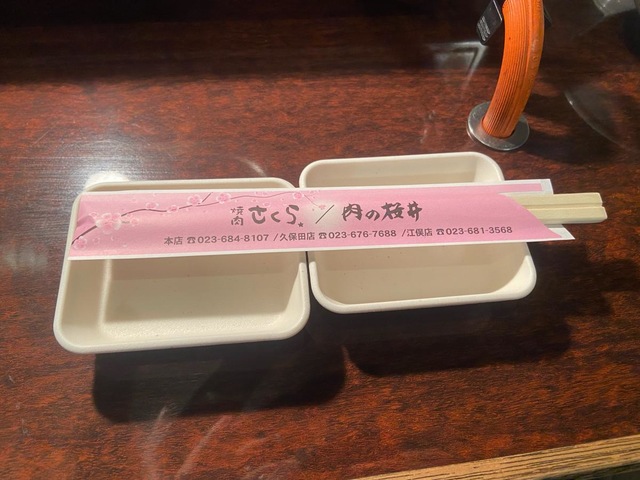 焼肉 さくら / 肉の桜井
本店 ☎023-684-8107 /久保田店 ☎023-676-7688 /江俣店 ☎023-681-3568